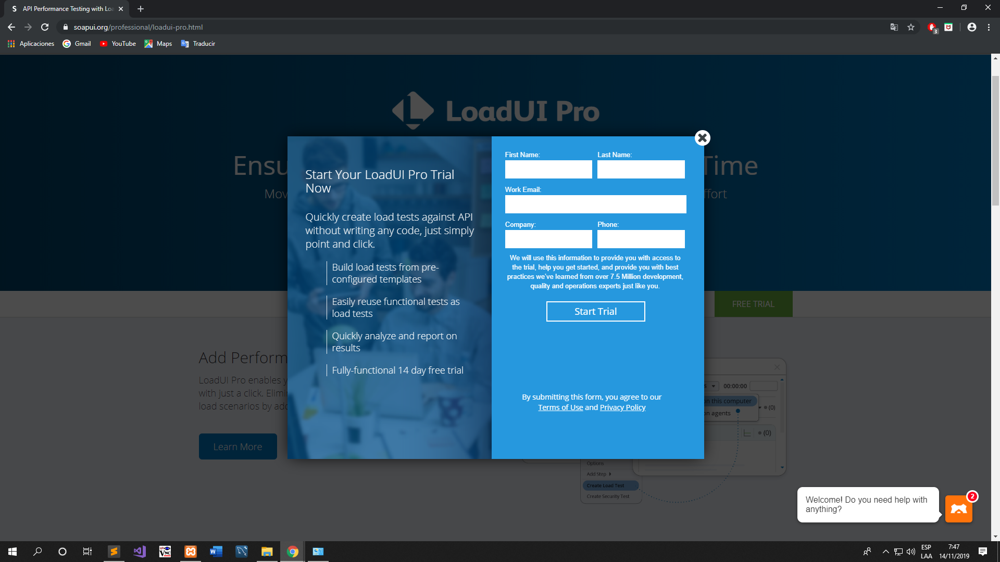 API Performance Testing with Loa
soapui.org/professional/loadui-pro.html
3
Aplicaciones
Gmail
YouTube
Maps
Traducir
LoadUI Pro
Ensu
Time
Mov
ffort
FREE TRIAL
Start Your LoadUI Pro Trial
Now
Quickly create load tests against API
without writing any code, just simply
point and click.
Build load tests from pre-
configured templates
Easily reuse functional tests as
load tests
Quickly analyze and report on
results
Fully-functional 14 day free trial
First Name:
Last Name:
Work Email:
Company:
Phone:
We will use this information to provide you with access to
the trial, help you get started, and provide you with best
practices we've learned from over 7.5 Million development,
quality and operations experts just like you.
Start Trial
By submitting this form, you agree to our
Terms of Use and Privacy Policy
Add Perform
LoadUI Pro enables y
with just a click. Elimi
load scenarios by add
Learn More
s
00:00:00
on this computer
(0)
on agents
(0)
Options
Add Step
Create Load Test
Create Security Test
Welcome! Do you need help with
anything?
2
ESP
LAA
7:47
14/11/2019